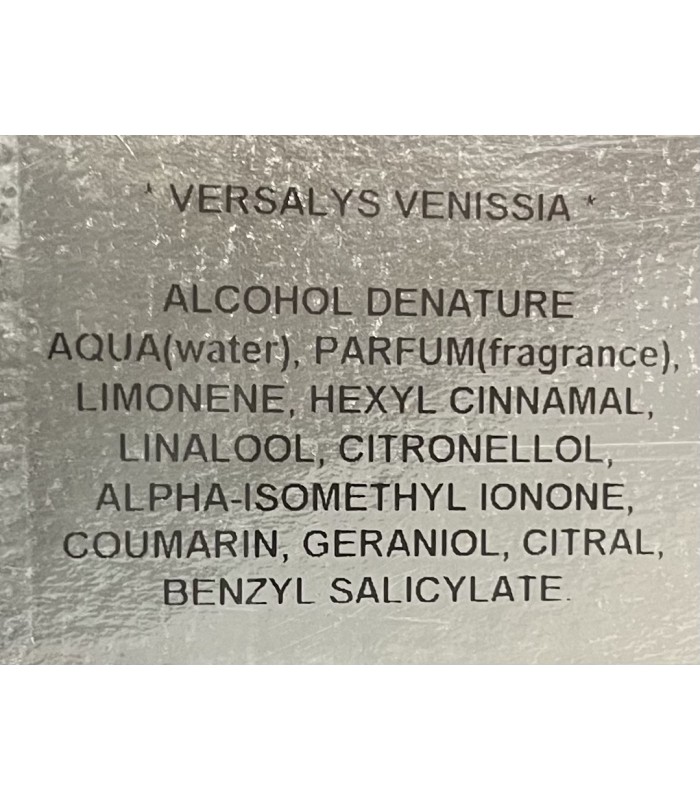 * VERSALYS VENISSIA *
ALCOHOL DENATURE
AQUA(water), PARFUM(fragrance),
LIMONENE, HEXYL CINNAMAL,
LINALOOL, CITRONELLOL,
ALPHA-ISOMETHYL IONONE,
COUMARIN, GERANIOL, CITRAL,
BENZYL SALICYLATE.